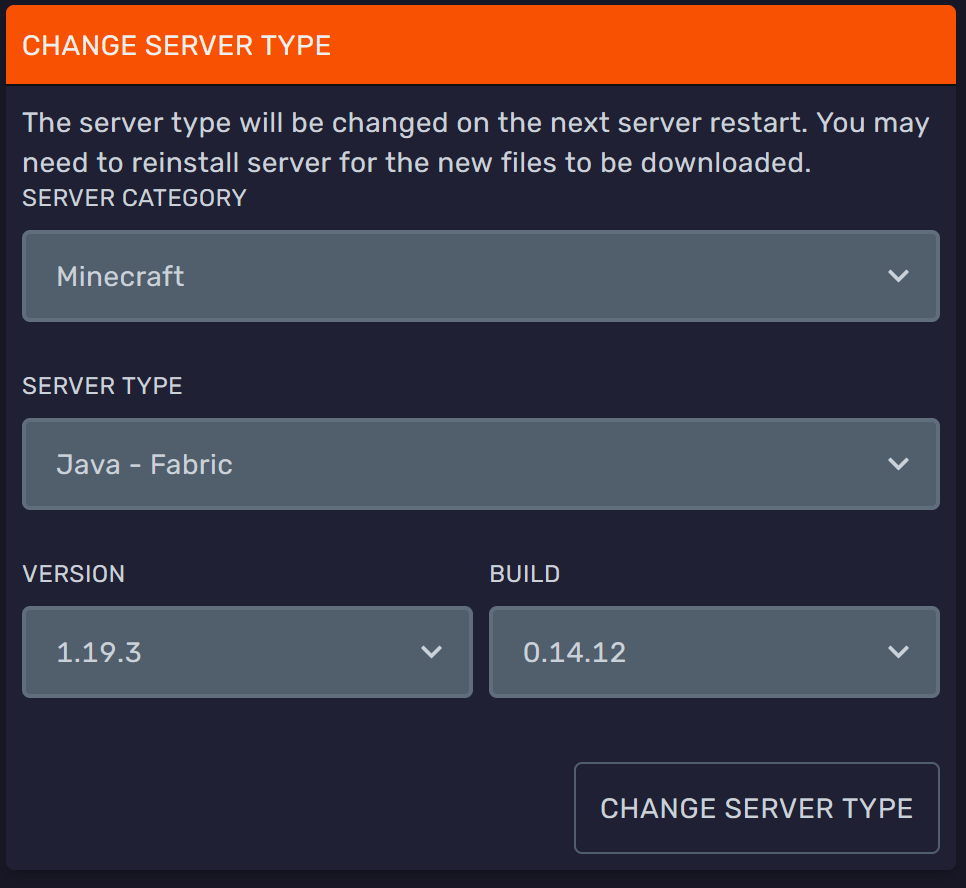 CHANGE SERVER TYPE
The server type will be changed on the next server restart. You may
need to reinstall server for the new files to be downloaded.
SERVER CATEGORY
Minecraft
SERVER TYPE
Java - Fabric
VERSION
BUILD
1.19.3
0.14.12
CHANGE SERVER TYPE